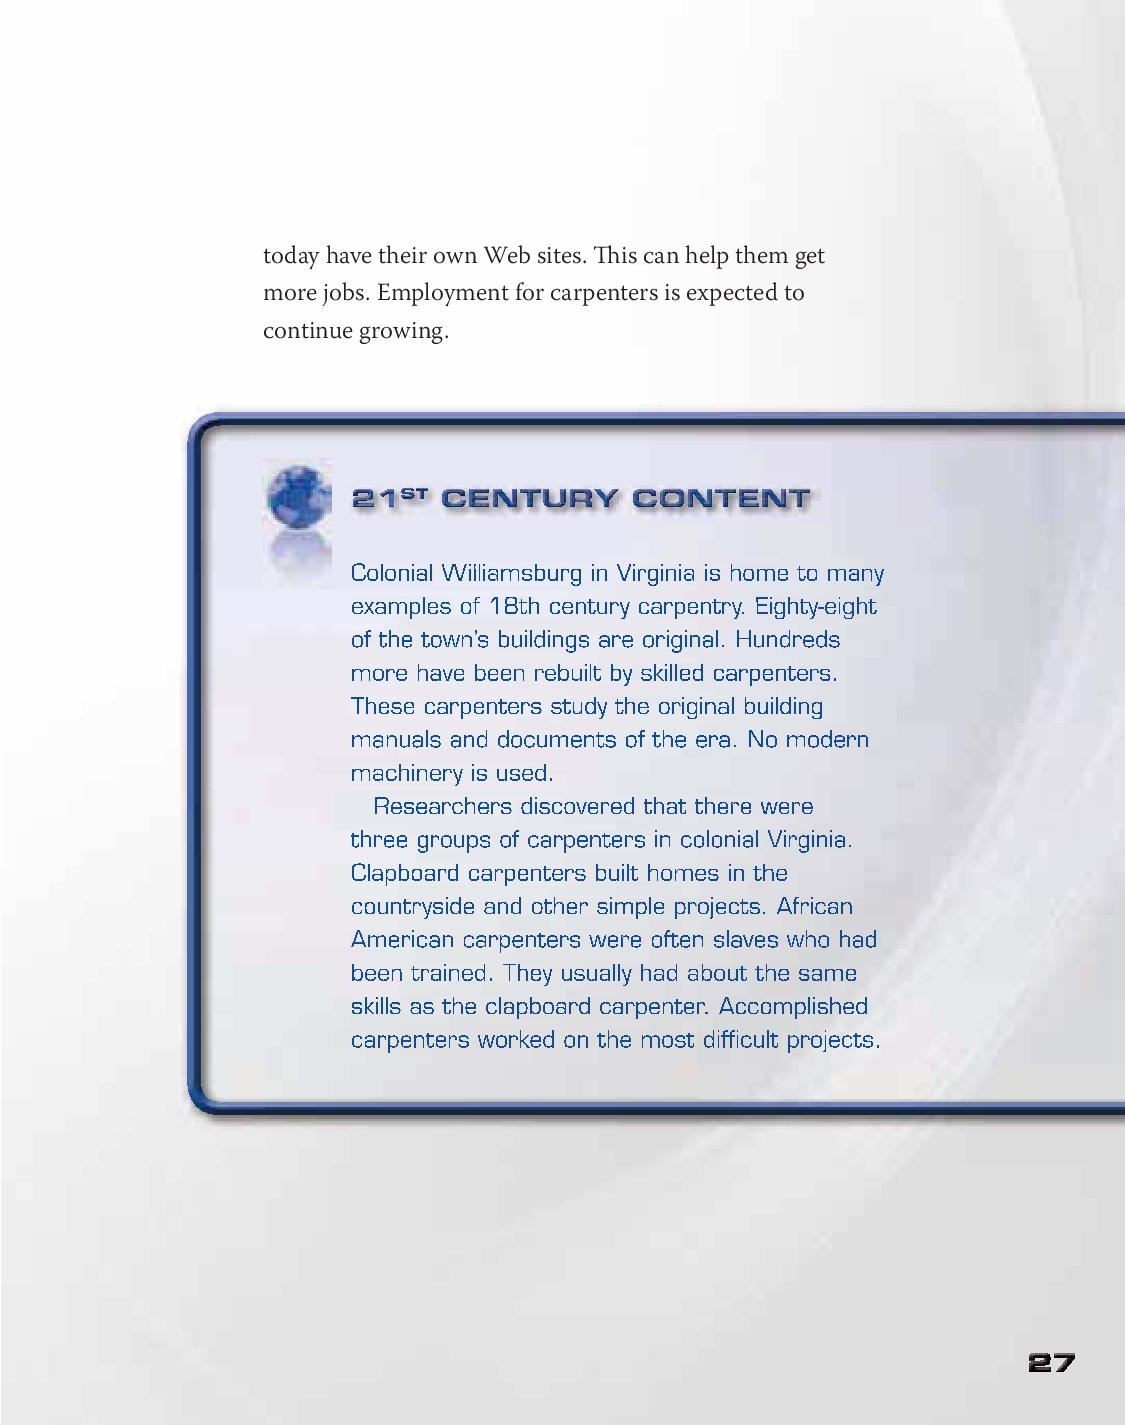 today have their own Web sites. This can help them get
more jobs. Employment for carpenters is expected to
continue growing.
21ST CENTURY CONTENT
Colonial Williamsburg in Virginia is home to many
examples of 18th century carpentry. Eighty-eight
of the town’s buildings are original. Hundreds
more have been rebuilt by skilled carpenters.
These carpenters study the original building
manuals and documents of the era. No modern
machinery is used.
Researchers discovered that there were
three groups of carpenters in colonial Virginia.
Clapboard carpenters built homes in the
countryside and other simple projects. African
American carpenters were often slaves who had
been trained. They usually had about the same
skills as the clapboard carpenter. Accomplished
carpenters worked on the most difficult projects.
27